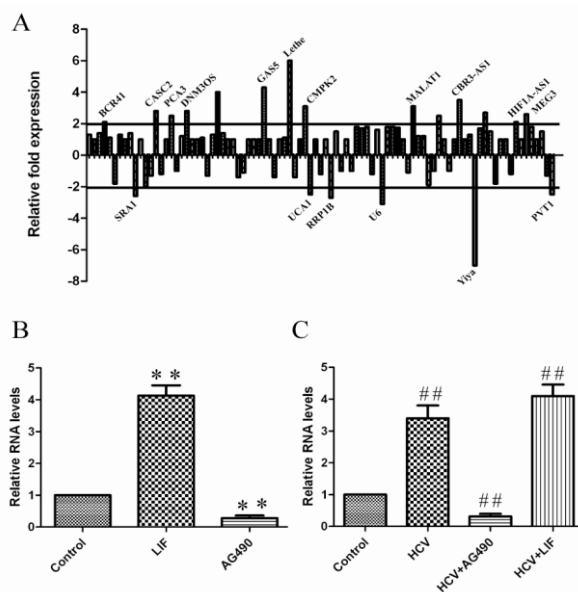 A
Relative fold expression
8
6
4
2
0
-2
-4
-6
-8
BCR41
CASC2
PCA3
DNM3OS
GAS5
Lethe
CMPK2
MALAT1
CBR3-AS1
HIF1A-AS1
MEG3
SRA1
UCA1
RRP1B
U6
Yiya
PVT1
B
Relative RNA levels
5
4
3
2
1
0
* *
* *
Control
LIF
AG490
C
Relative RNA levels
5
4
3
2
1
0
##
##
##
Control
HCV
HCV+AG490
HCV+LIF